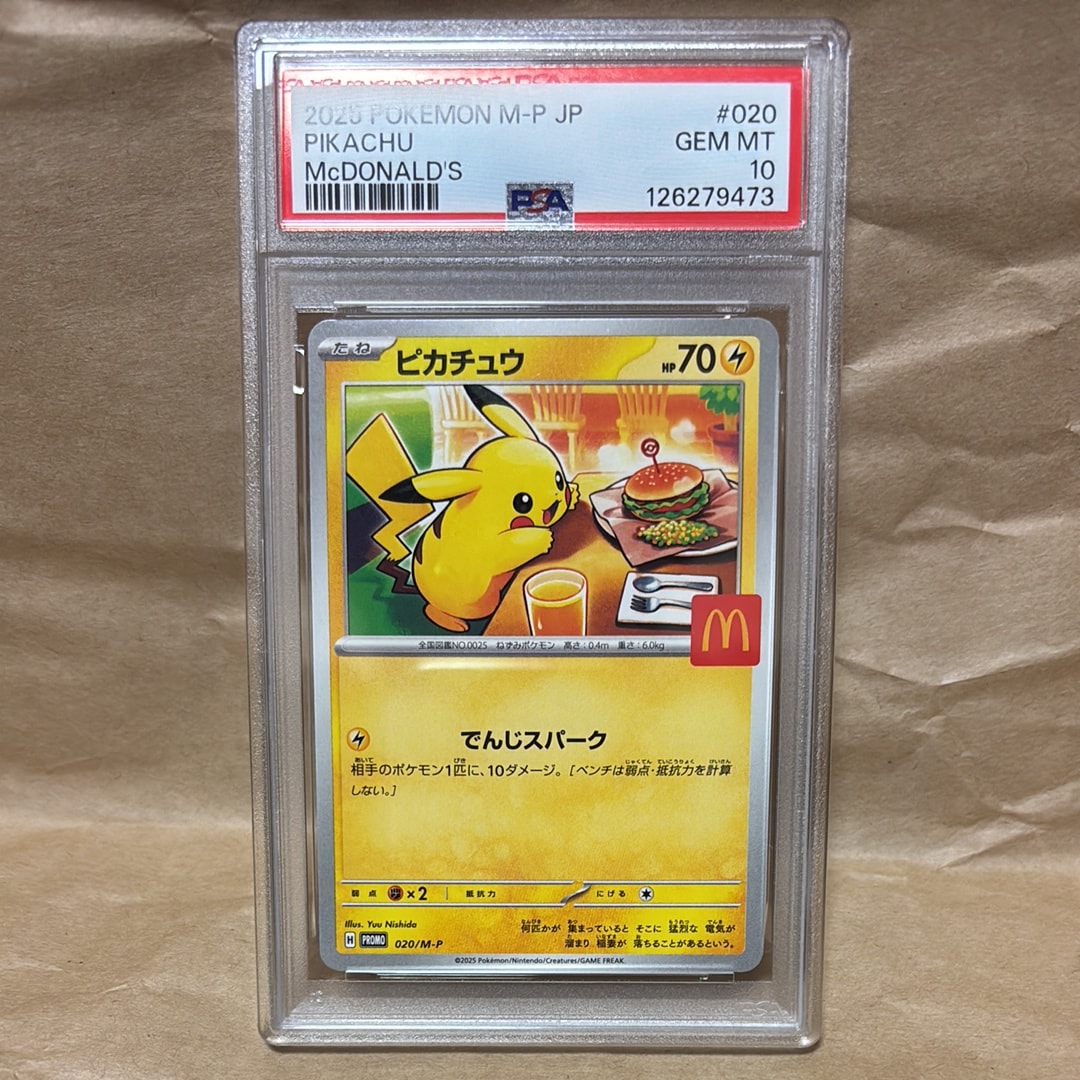 2025 POKEMON M-P JP #020
PIKACHU GEM MT
McDONALD'S 10
PSA 126279473
たね ピカチュウ HP70
全国図鑑NO.0025 ねずみポケモン 高さ:0.4m 重さ:6.0kg
M
でんじスパーク
相手のポケモン1匹に、10ダメージ。[ベンチは弱点・抵抗力を計算
しない。]
弱点 ×2 抵抗力 にげる
Illus. Yuu Nishida
何匹かが 集まっていると そこに 猛烈な 電気が
溜まり 稲妻が 落ちることがあるという。
H PROMO 020/M-P
©2025 Pokémon/Nintendo/Creatures/GAME FREAK.